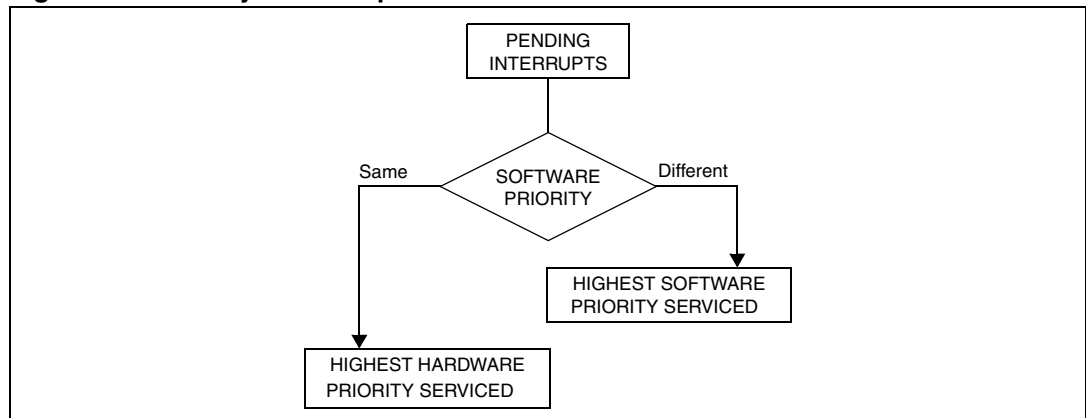 PENDING
INTERRUPTS
Same
SOFTWARE
PRIORITY
Different
HIGHEST SOFTWARE
PRIORITY SERVICED
HIGHEST HARDWARE
PRIORITY SERVICED